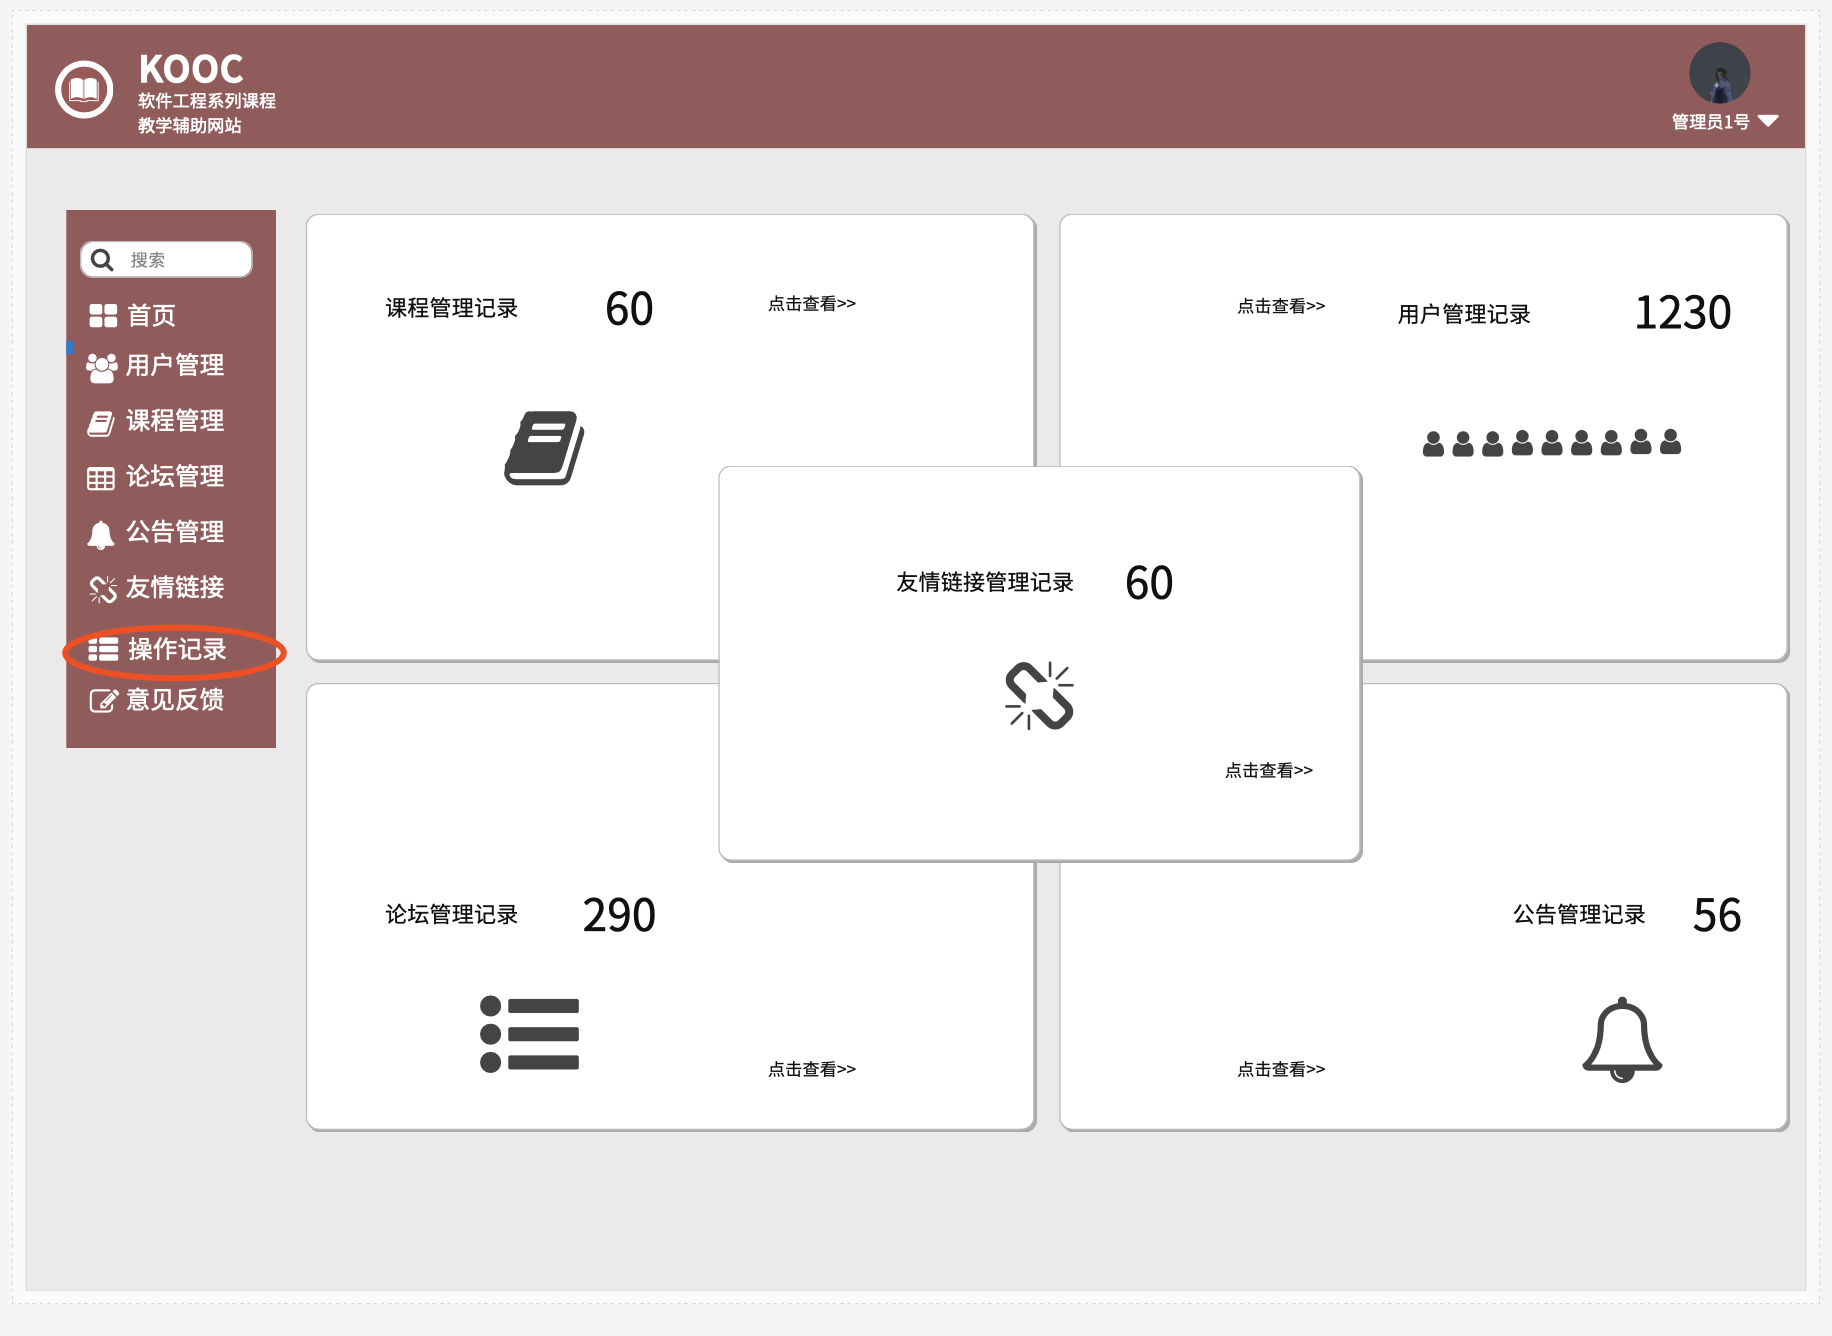 KOOC
软件工程系列课程
教学辅助网站
管理员1号
搜索
首页
用户管理
课程管理
论坛管理
公告管理
友情链接
操作记录
意见反馈
课程管理记录 60 点击查看>>
点击查看>> 用户管理记录 1230
友情链接管理记录 60
点击查看>>
论坛管理记录 290
点击查看>>
公告管理记录 56
点击查看>>